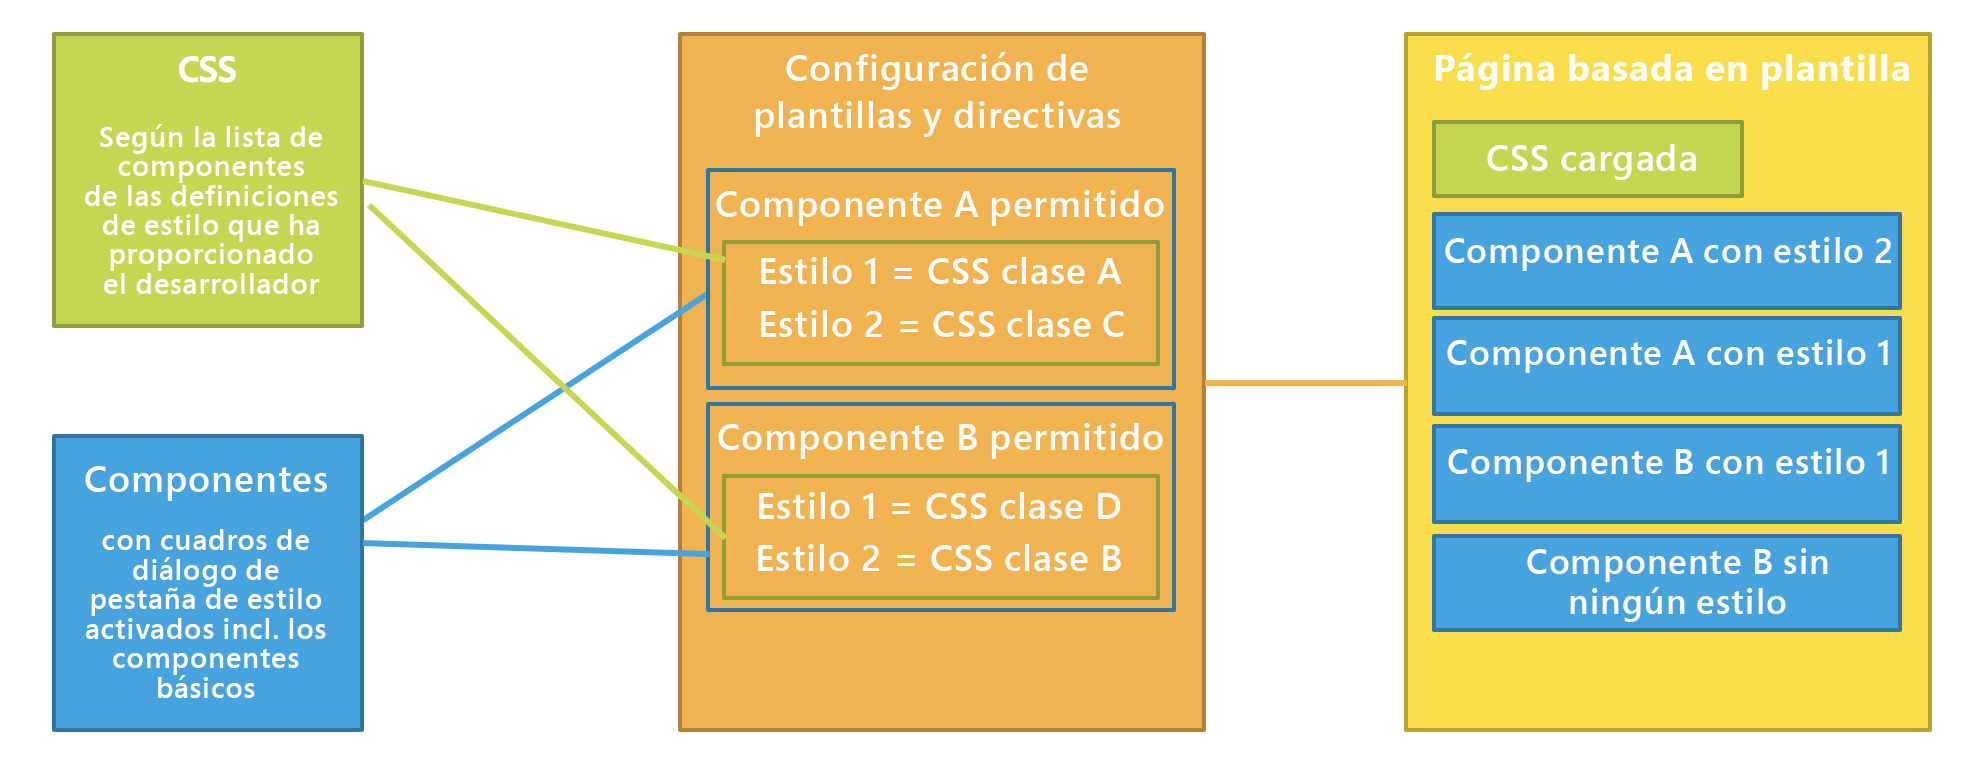 CSS
Según la lista de
componentes
de las definiciones
de estilo que ha
proporcionado
el desarrollador
Componentes
con cuadros de
diálogo de
pestaña de estilo
activados incl. los
componentes
básicos
Configuración de
plantillas y directivas
Componente A permitido
Estilo 1 = CSS clase A
Estilo 2 = CSS clase C
Componente B permitido
Estilo 1 = CSS clase D
Estilo 2 = CSS clase B
Página basada en plantilla
CSS cargada
Componente A con estilo 2
Componente A con estilo 1
Componente B con estilo 1
Componente B sin
ningún estilo